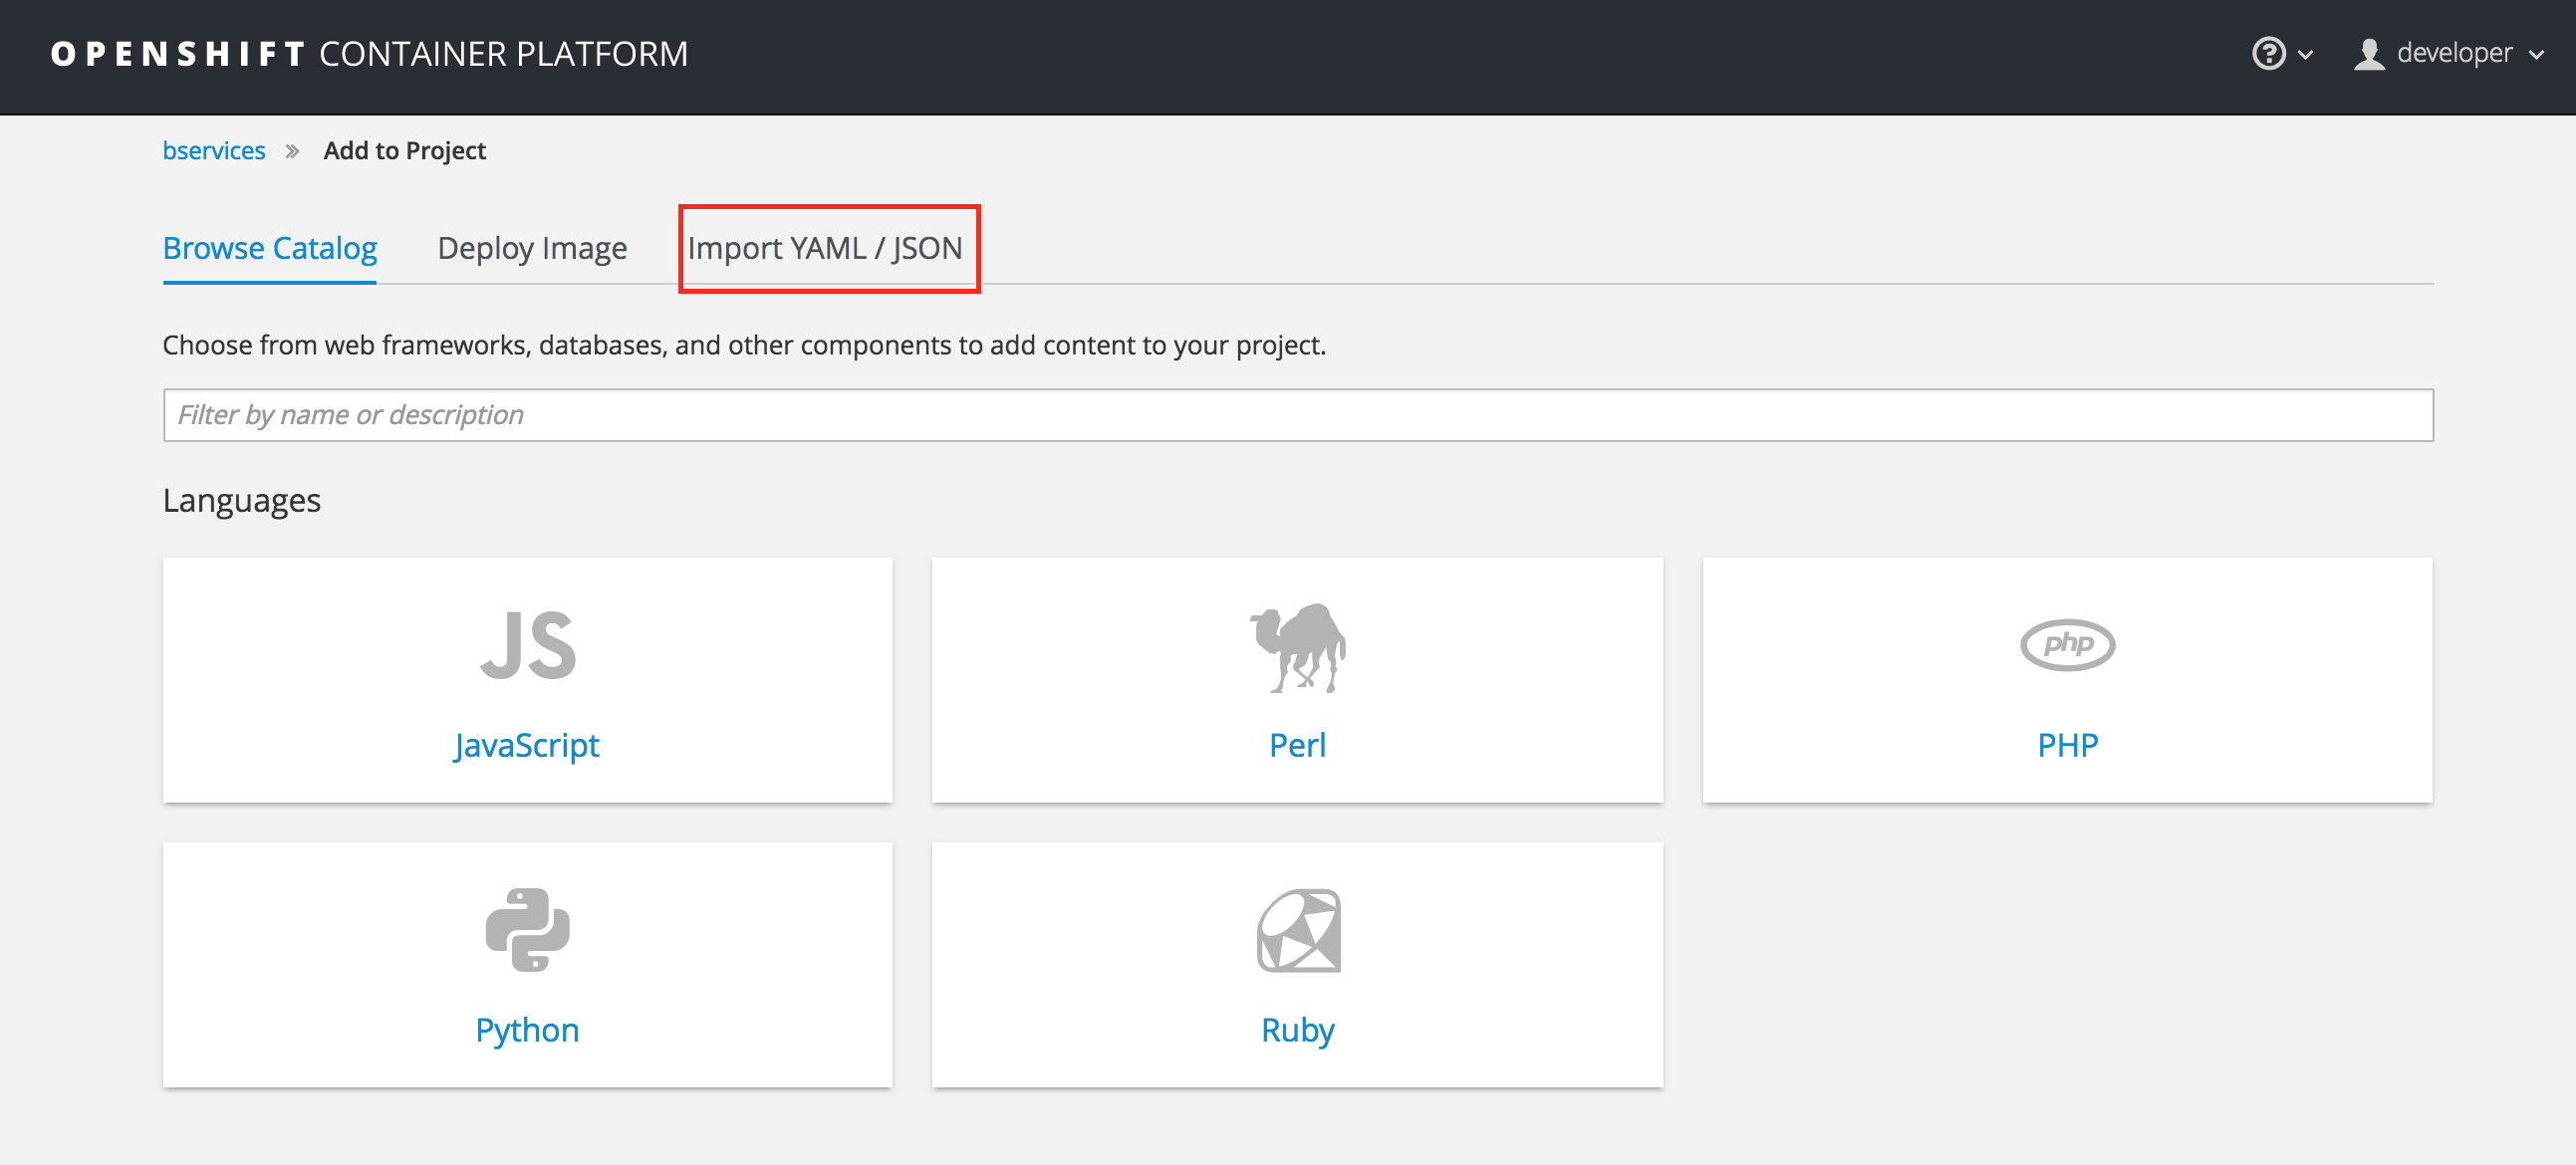 OPENSHIFT CONTAINER PLATFORM
developer
bservices » Add to Project
Browse Catalog
Deploy Image
Import YAML / JSON
Choose from web frameworks, databases, and other components to add content to your project.
Filter by name or description
Languages
JS
JavaScript
Perl
php
PHP
Python
Ruby